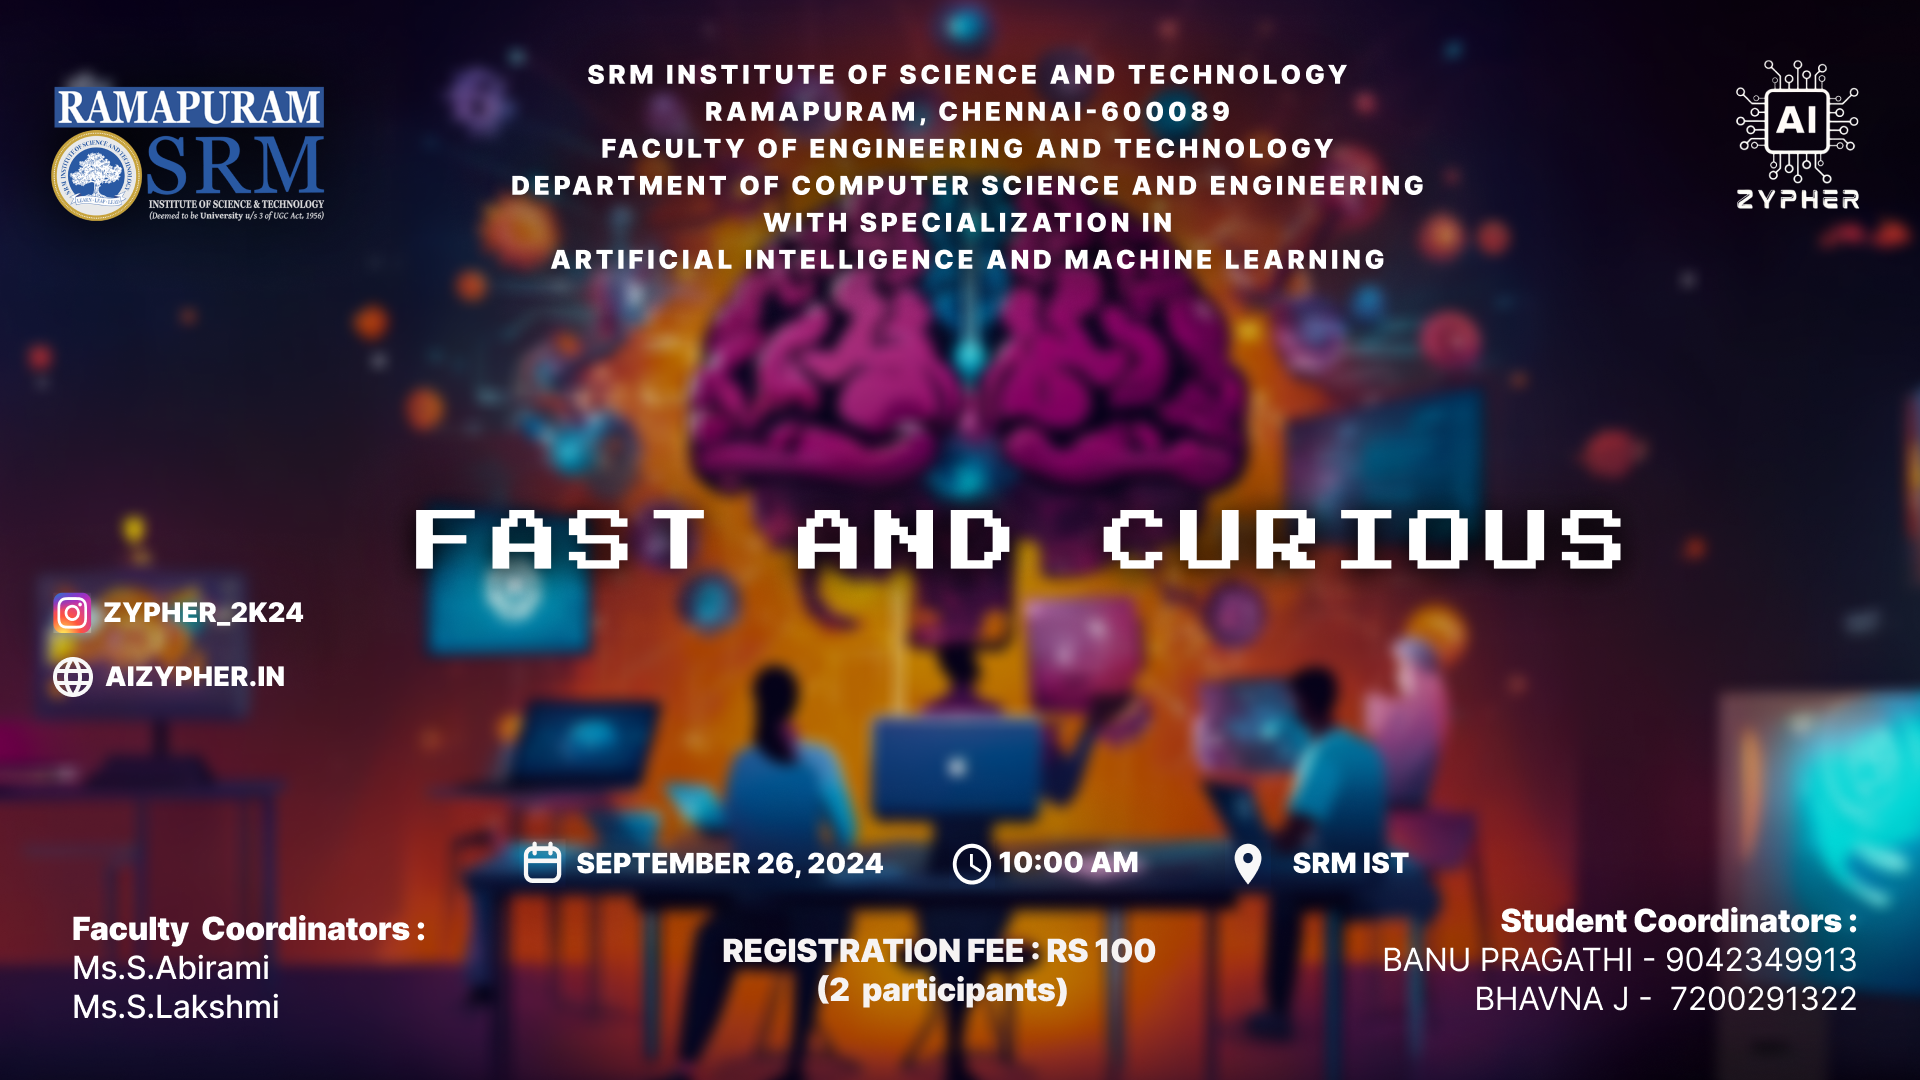 RAMAPURAM
SRM
INSTITUTE OF SCIENCE & TECHNOLOGY
(Deemed to be University u/s 3 of UGC Act, 1956)
SRM INSTITUTE OF SCIENCE AND TECHNOLOGY
RAMAPURAM, CHENNAI-600089
FACULTY OF ENGINEERING AND TECHNOLOGY
DEPARTMENT OF COMPUTER SCIENCE AND ENGINEERING
WITH SPECIALIZATION IN
ARTIFICIAL INTELLIGENCE AND MACHINE LEARNING
AI
ZYPHER
FAST AND CURIOUS
ZYPHER_2K24
AIZYPHER.IN
SEPTEMBER 26, 2024
10:00 AM
SRM IST
Faculty Coordinators :
Ms.S.Abirami
Ms.S.Lakshmi
REGISTRATION FEE : RS 100
(2 participants)
Student Coordinators :
BANU PRAGATHI - 9042349913
BHAVNA J - 7200291322